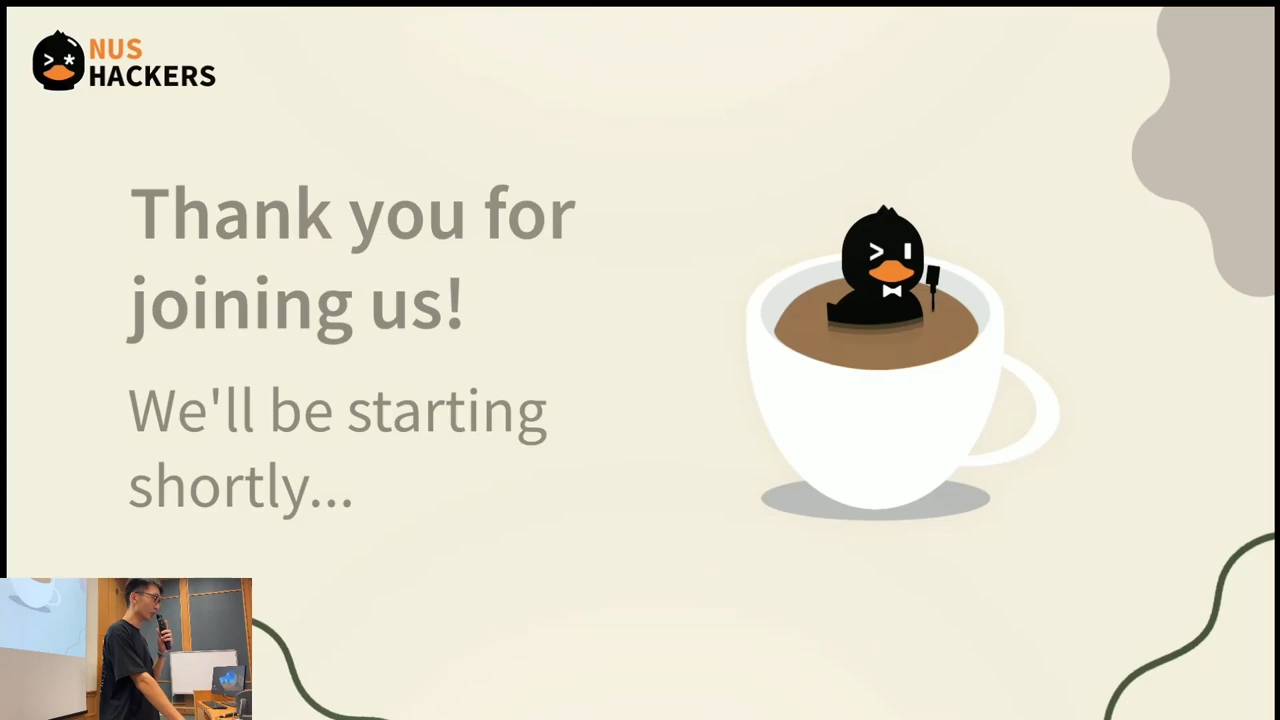 NUS
HACKERS
Thank you for
joining us!
We'll be starting
shortly...